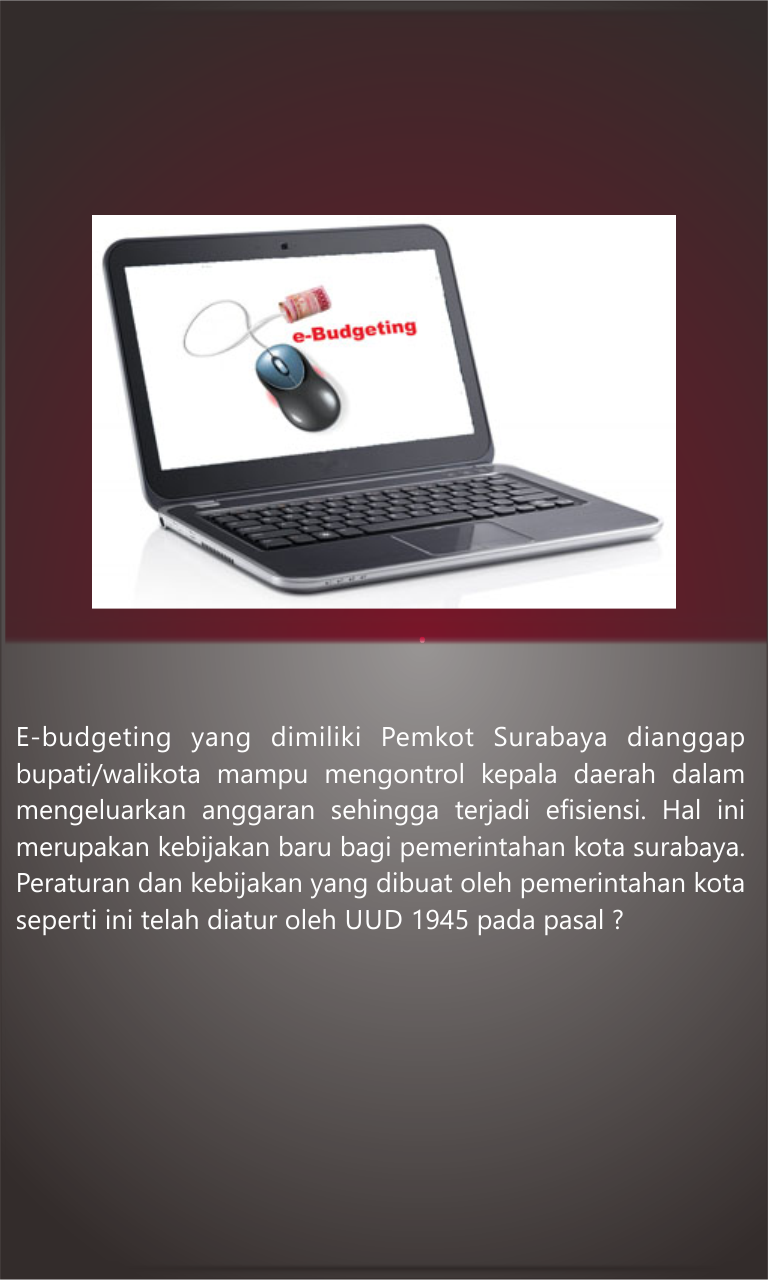 e-Budgeting
E-budgeting yang dimiliki Pemkot Surabaya dianggap
bupati/walikota mampu mengontrol kepala daerah dalam
mengeluarkan anggaran sehingga terjadi efisiensi. Hal ini
merupakan kebijakan baru bagi pemerintahan kota surabaya.
Peraturan dan kebijakan yang dibuat oleh pemerintahan kota
seperti ini telah diatur oleh UUD 1945 pada pasal ?